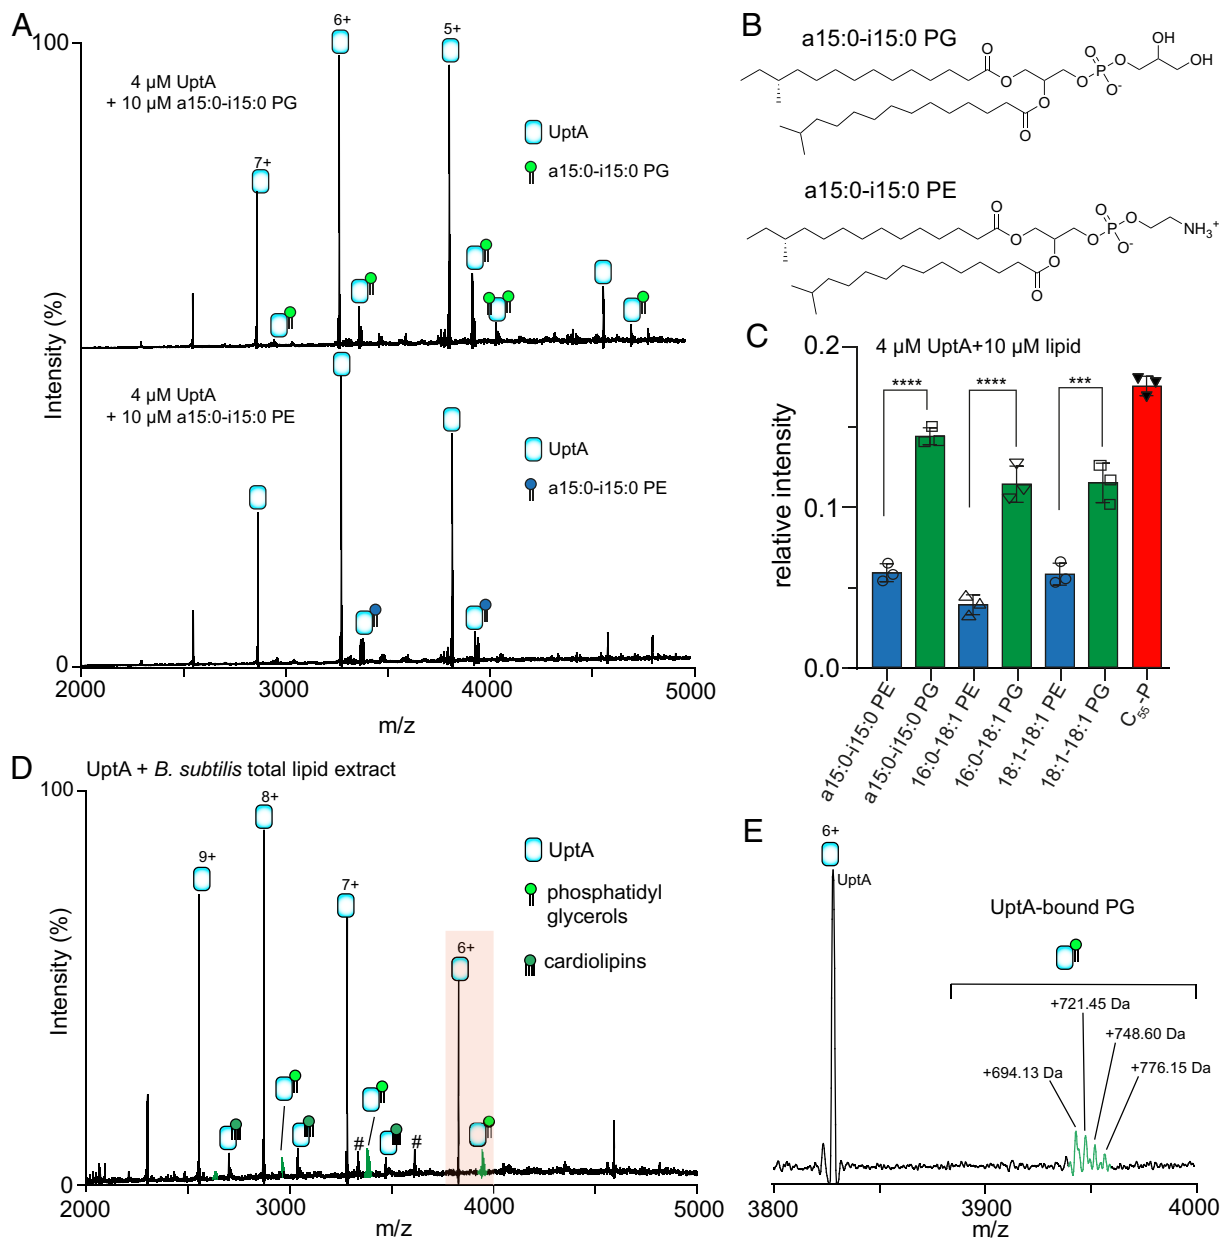 A
100
Intensity (%)
0
4 µM UptA
+ 10 µM a15:0-i15:0 PG
7+
6+
5+
UptA
a15:0-i15:0 PG
4 µM UptA
+ 10 µM a15:0-i15:0 PE
UptA
a15:0-i15:0 PE
2000
3000
4000
5000
m/z
B
a15:0-i15:0 PG
O
O
O
O
O
P
O
O
O-
OH
OH
a15:0-i15:0 PE
O
O
O
O
O
P
O
O
O-
NH₃⁺
C
4 µM UptA+10 µM lipid
relative intensity
0.2
0.1
0.0
****
****
***
a15:0-i15:0 PE
a15:0-i15:0 PG
16:0-18:1 PE
16:0-18:1 PG
18:1-18:1 PE
18:1-18:1 PG
C₅₅-P
D
UptA + B. subtilis total lipid extract
100
Intensity (%)
0
9+
8+
7+
6+
#
#
UptA
phosphatidyl
glycerols
cardiolipins
2000
3000
4000
5000
m/z
E
6+
UptA
UptA-bound PG
+721.45 Da
+748.60 Da
+694.13 Da
+776.15 Da
3800
3900
4000
m/z